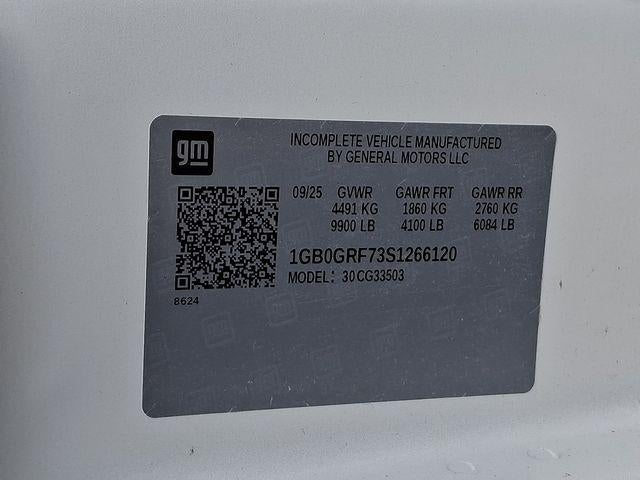 gm
INCOMPLETE VEHICLE MANUFACTURED
BY GENERAL MOTORS LLC
09/25 GVWR GAWR FRT GAWR RR
4491 KG 1860 KG 2760 KG
9900 LB 4100 LB 6084 LB
1GB0GRF73S1266120
MODEL: 30CG33503
8624